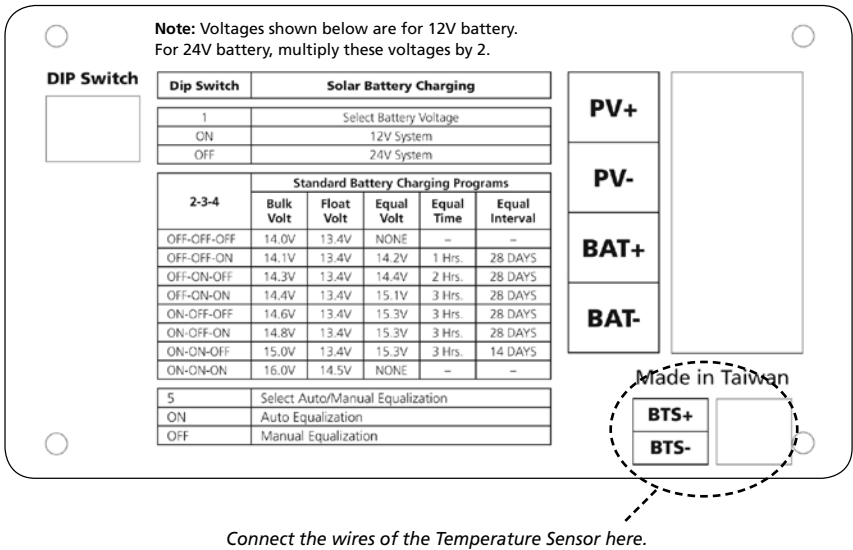 Note: Voltages shown below are for 12V battery.
For 24V battery, multiply these voltages by 2.
DIP Switch
Dip Switch Solar Battery Charging
1 Select Battery Voltage
ON 12V System
OFF 24V System
2-3-4 Standard Battery Charging Programs
Bulk Volt Float Volt Equal Volt Equal Time Equal Interval
OFF-OFF-OFF 14.0V 13.4V NONE – –
OFF-OFF-ON 14.1V 13.4V 14.2V 1 Hrs. 28 DAYS
OFF-ON-OFF 14.3V 13.4V 14.4V 2 Hrs. 28 DAYS
OFF-ON-ON 14.4V 13.4V 15.1V 3 Hrs. 28 DAYS
ON-OFF-OFF 14.6V 13.4V 15.3V 3 Hrs. 28 DAYS
ON-OFF-ON 14.8V 13.4V 15.3V 3 Hrs. 28 DAYS
ON-ON-OFF 15.0V 13.4V 15.3V 3 Hrs. 14 DAYS
ON-ON-ON 16.0V 14.5V NONE – –
5 Select Auto/Manual Equalization
ON Auto Equalization
OFF Manual Equalization
PV+
PV-
BAT+
BAT-
Made in Taiwan
BTS+
BTS-
Connect the wires of the Temperature Sensor here.